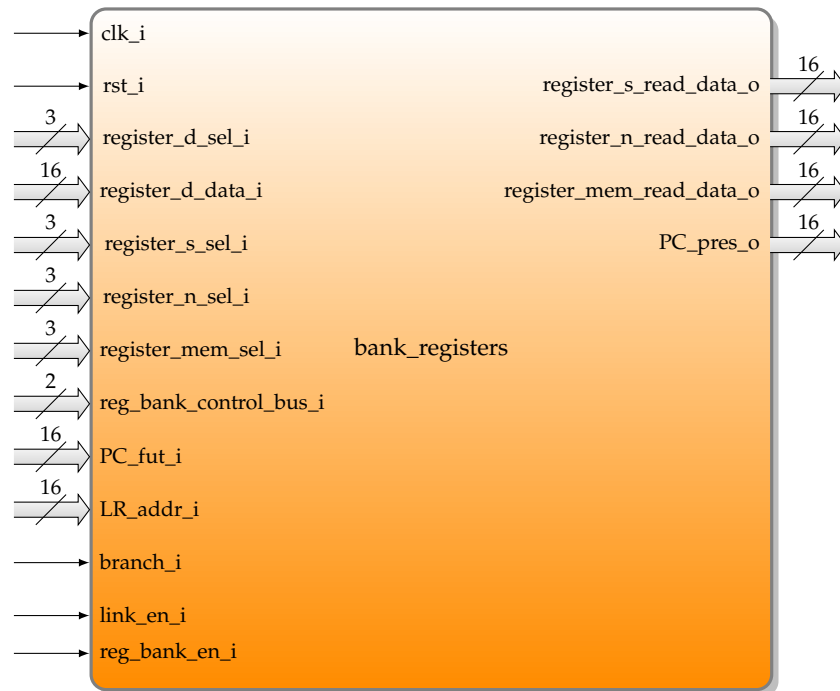 clk_i
rst_i
3
register_d_sel_i
16
register_d_data_i
3
register_s_sel_i
3
register_n_sel_i
3
register_mem_sel_i
2
reg_bank_control_bus_i
16
PC_fut_i
16
LR_addr_i
branch_i
link_en_i
reg_bank_en_i
bank_registers
16
register_s_read_data_o
16
register_n_read_data_o
16
register_mem_read_data_o
16
PC_pres_o